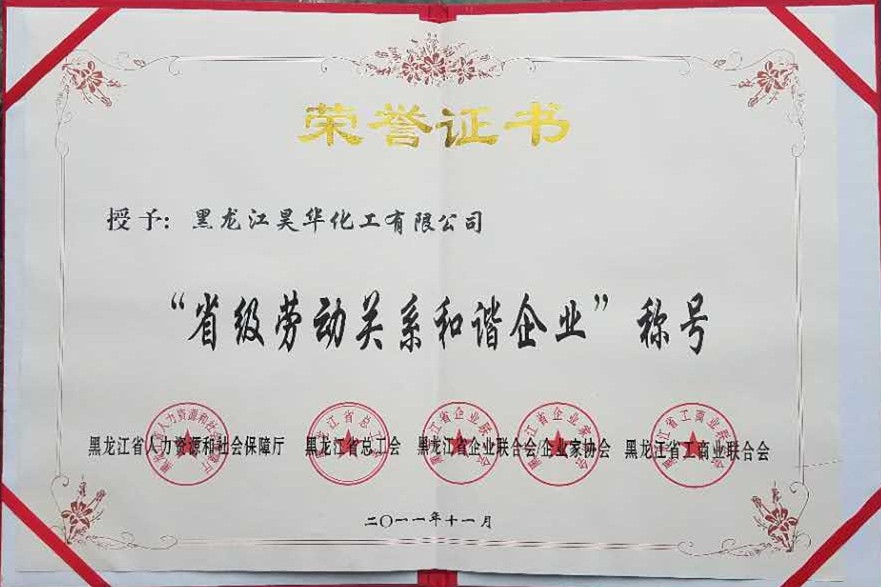 荣誉证书
授予：黑龙江昊华化工有限公司
“省级劳动关系和谐企业”称号
黑龙江省人力资源和社会保障厅 黑龙江省总工会 黑龙江省企业联合会/企业家协会 黑龙江省工商业联合会
二〇一一年十一月